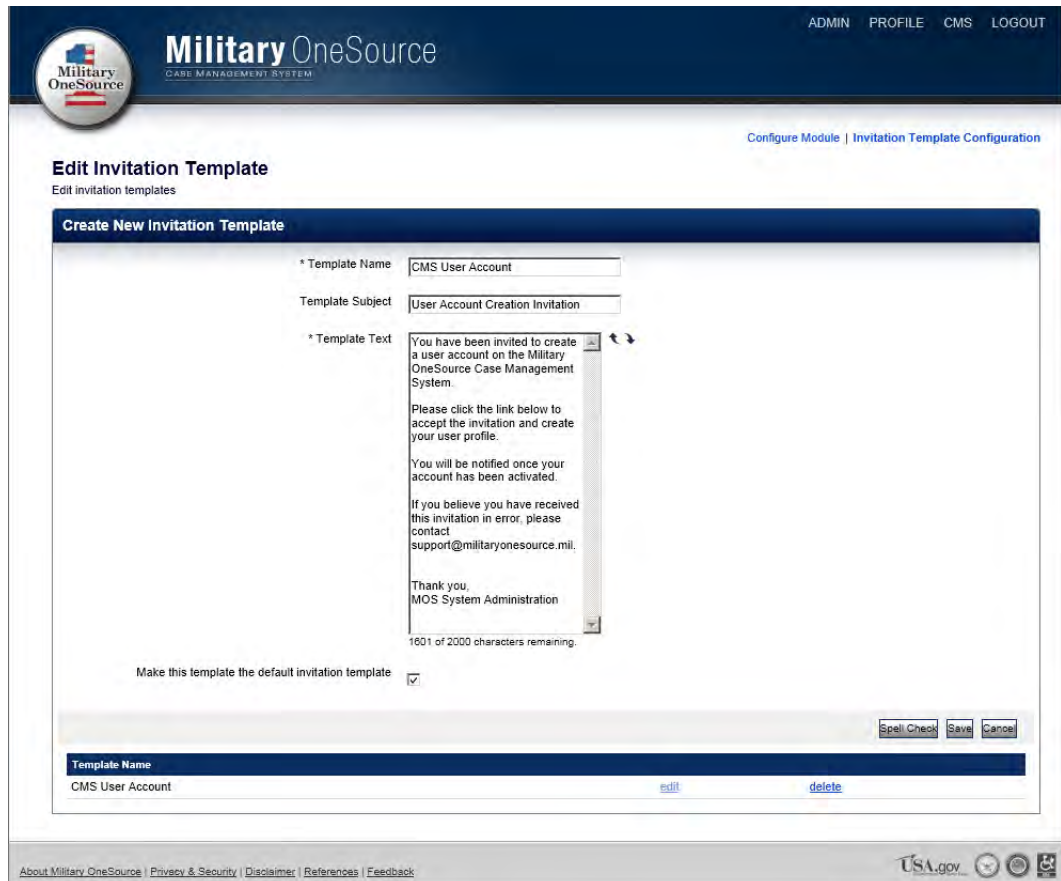 ADMIN PROFILE CMS LOGOUT
Military OneSource
Military OneSource
CASE MANAGEMENT SYSTEM
Configure Module | Invitation Template Configuration
Edit Invitation Template
Edit invitation templates
Create New Invitation Template
* Template Name
CMS User Account
Template Subject
User Account Creation Invitation
* Template Text
You have been invited to create
a user account on the Military
OneSource Case Management
System.
Please click the link below to
accept the invitation and create
your user profile.
You will be notified once your
account has been activated.
If you believe you have received
this invitation in error, please
contact
support@militaryonesource.mil.
Thank you,
MOS System Administration
1601 of 2000 characters remaining.
Make this template the default invitation template
Spell Check Save Cancel
Template Name
CMS User Account edit delete
About Military OneSource | Privacy & Security | Disclaimer | References | Feedback
USA.gov